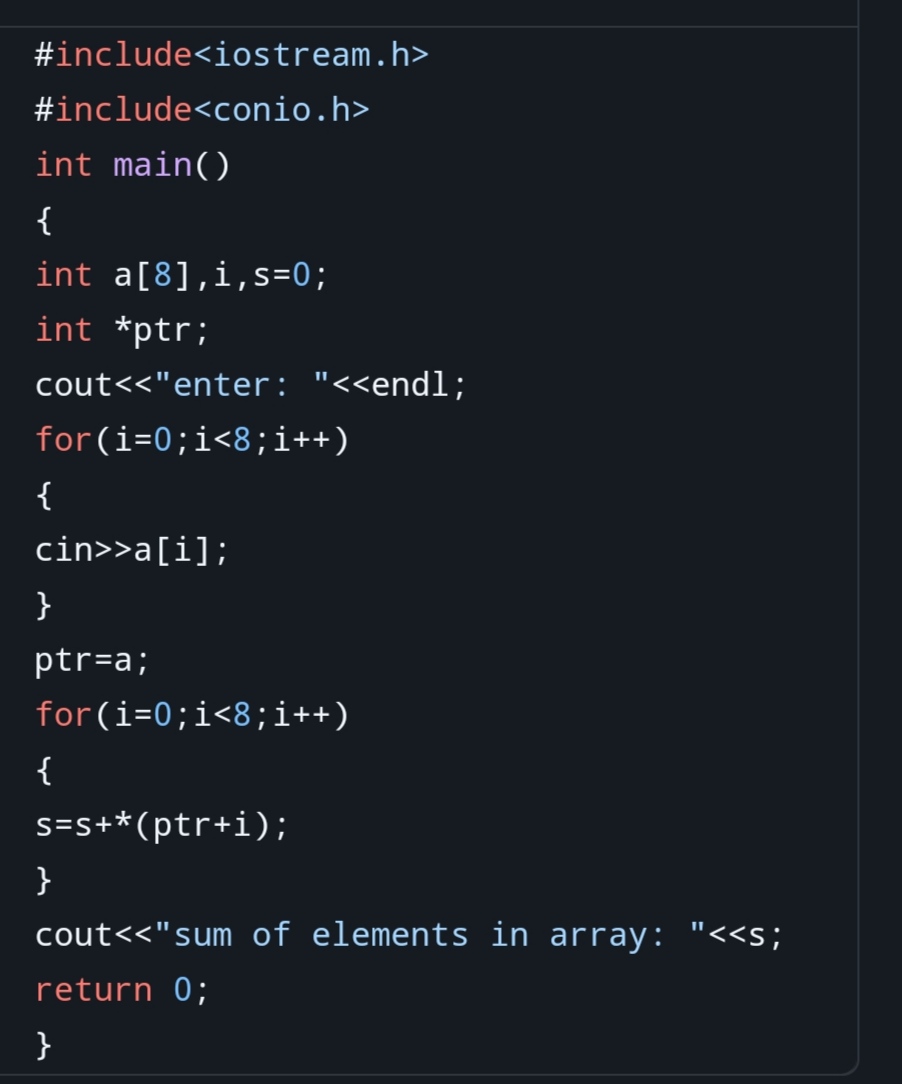 #include<iostream.h>
#include<conio.h>
int main()
{
int a[8],i,s=0;
int *ptr;
cout<<"enter: "<<endl;
for(i=0;i<8;i++)
{
cin>>a[i];
}
ptr=a;
for(i=0;i<8;i++)
{
s=s+*(ptr+i);
}
cout<<"sum of elements in array: "<<s;
return 0;
}